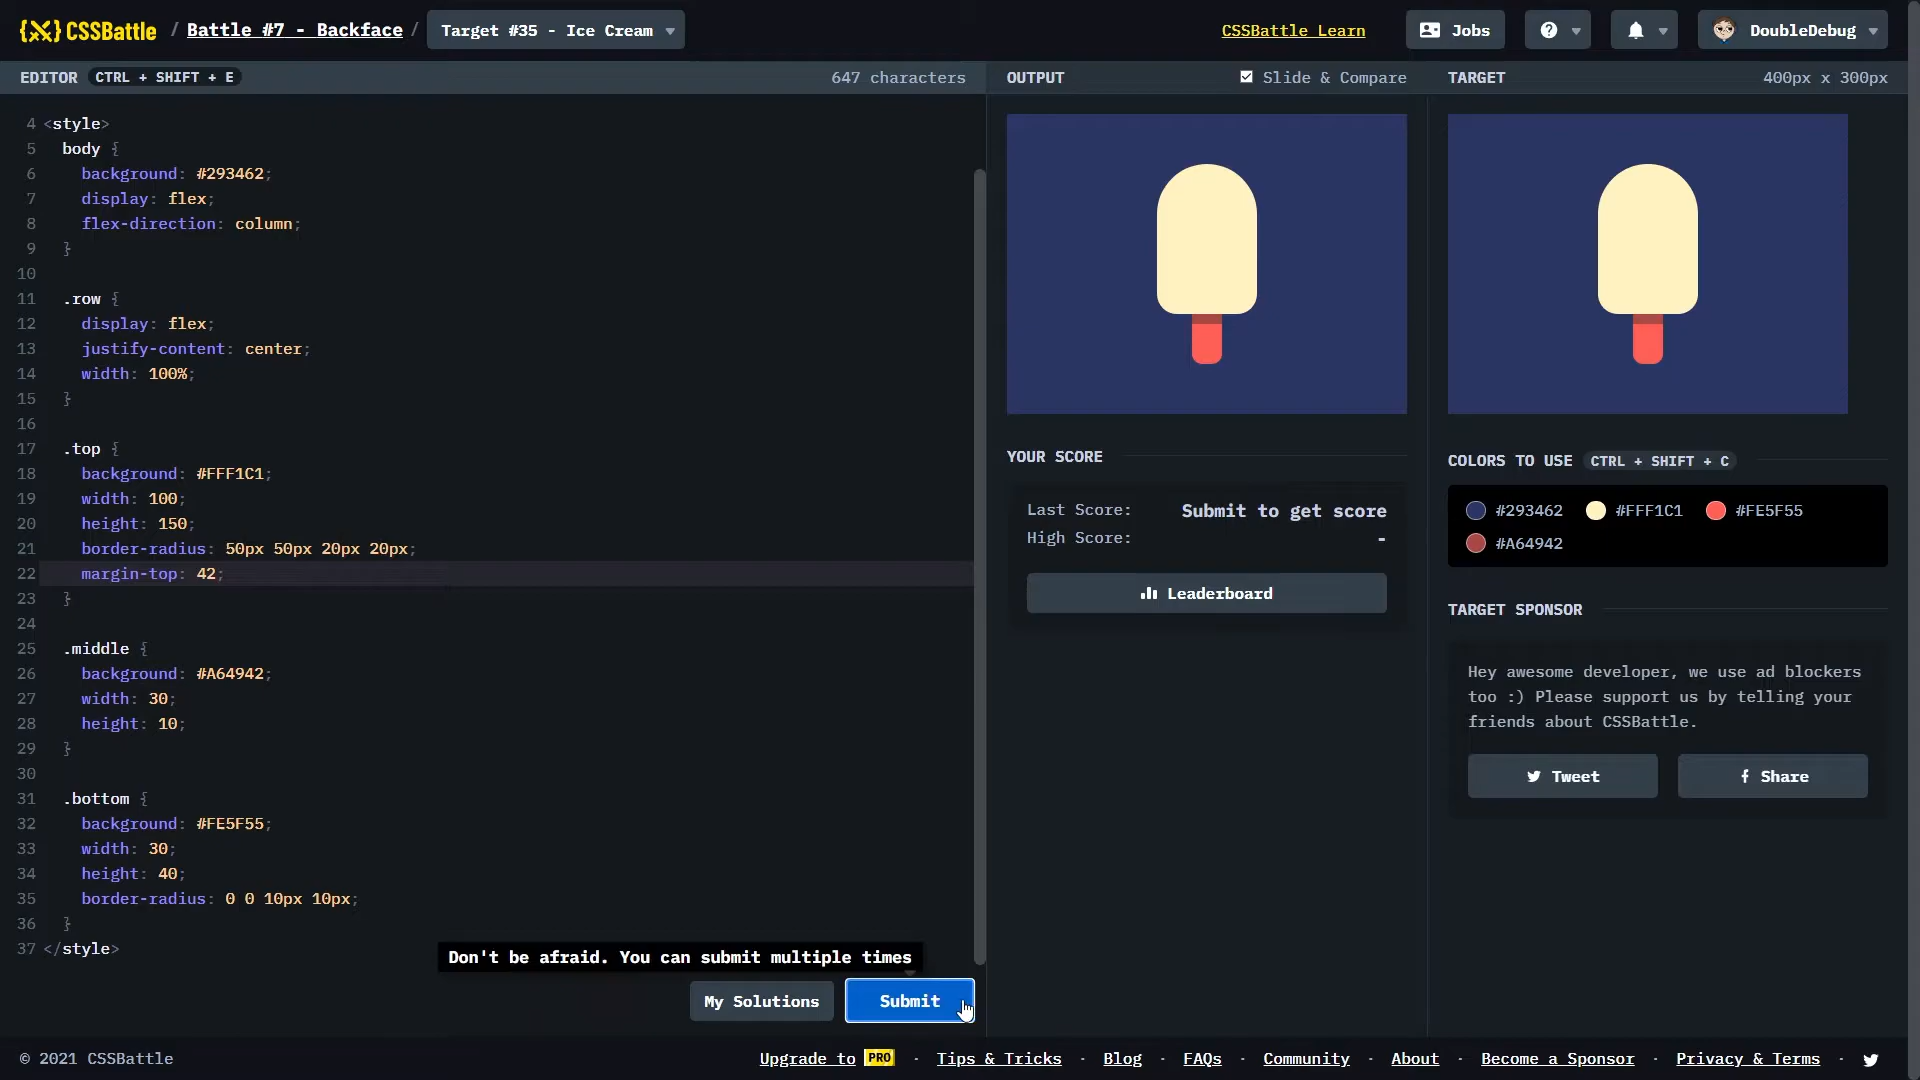 CSSBattle / Battle #7 - Backface / Target #35 - Ice Cream
CSSBattle Learn
Jobs
DoubleDebug
EDITOR CTRL + SHIFT + E
647 characters
4 <style>
5 body {
6 background: #293462;
7 display: flex;
8 flex-direction: column;
9 }
10
11 .row {
12 display: flex;
13 justify-content: center;
14 width: 100%;
15 }
16
17 .top {
18 background: #FFF1C1;
19 width: 100;
20 height: 150;
21 border-radius: 50px 50px 20px 20px;
22 margin-top: 42;
23 }
24
25 .middle {
26 background: #A64942;
27 width: 30;
28 height: 10;
29 }
30
31 .bottom {
32 background: #FE5F55;
33 width: 30;
34 height: 40;
35 border-radius: 0 0 10px 10px;
36 }
37 </style>
Don't be afraid. You can submit multiple times
My Solutions
Submit
OUTPUT
Slide & Compare
YOUR SCORE
Last Score: Submit to get score
High Score: -
Leaderboard
TARGET
400px x 300px
COLORS TO USE CTRL + SHIFT + C
#293462 #FFF1C1 #FE5F55
#A64942
TARGET SPONSOR
Hey awesome developer, we use ad blockers
too :) Please support us by telling your
friends about CSSBattle.
Tweet
Share
© 2021 CSSBattle
Upgrade to PRO · Tips & Tricks · Blog · FAQs · Community · About · Become a Sponsor · Privacy & Terms ·